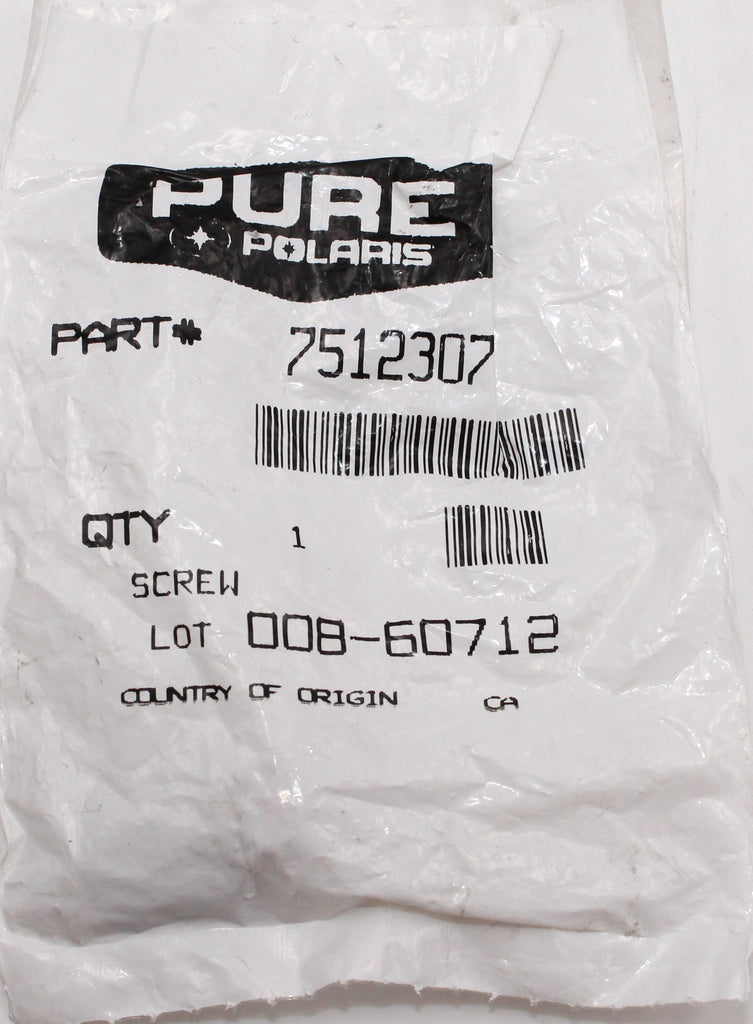 PURE
POLARIS
PART# 7512307
QTY 1
SCREW
LOT 008-60712
COUNTRY OF ORIGIN CA